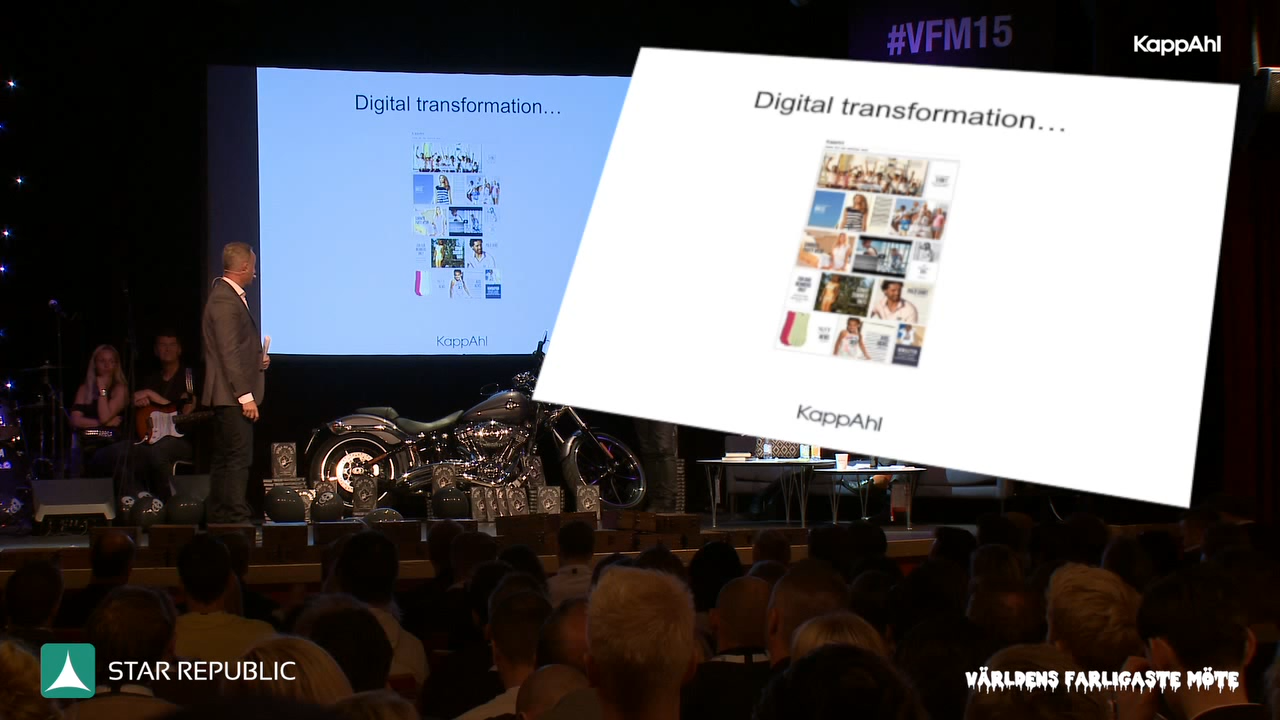 #VFM15
KappAhl
Digital transformation...
KappAhl
Digital transformation...
KappAhl
STAR REPUBLIC
VÄRLDENS FARLIGASTE MÖTE